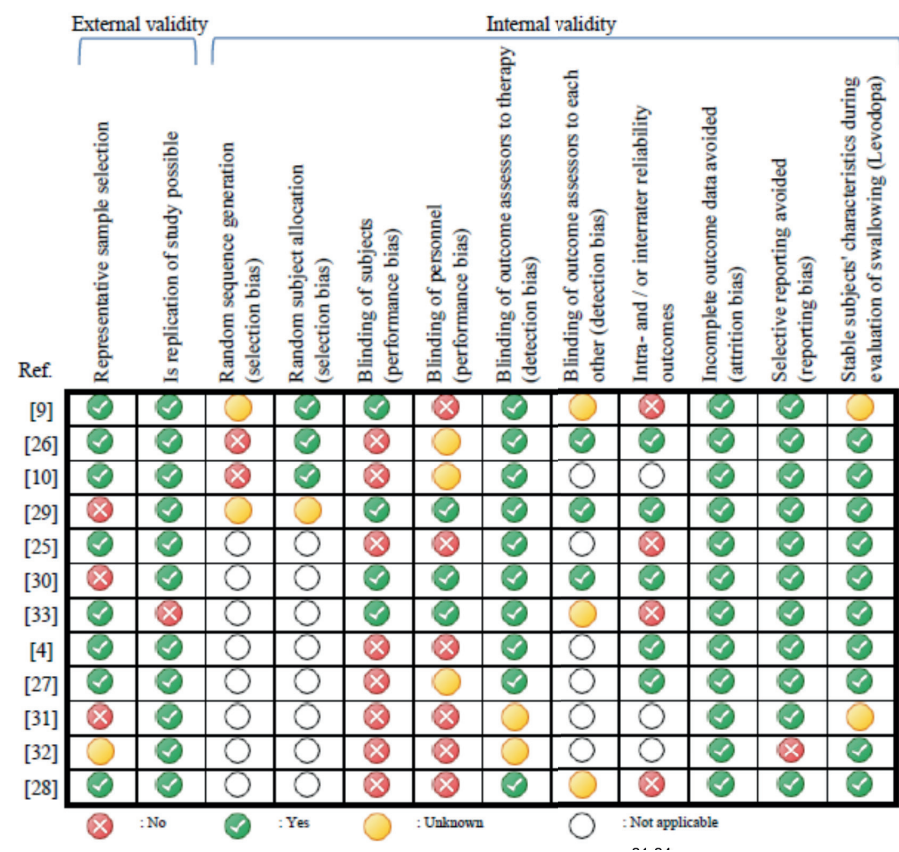 External validity
Internal validity
Representative sample selection
Is replication of study possible
Random sequence generation
(selection bias)
Random subject allocation
(selection bias)
Blinding of subjects
(performance bias)
Blinding of personnel
(performance bias)
Blinding of outcome assessors to therapy
(detection bias)
Blinding of outcome assessors to each
other (detection bias)
Intra- and / or interrater reliability
outcomes
Incomplete outcome data avoided
(attrition bias)
Selective reporting avoided
(reporting bias)
Stable subjects' characteristics during
evaluation of swallowing (Levodopa)
Ref.
[9]
[26]
[10]
[29]
[25]
[30]
[33]
[4]
[27]
[31]
[32]
[28]
: No
: Yes
: Unknown
: Not applicable